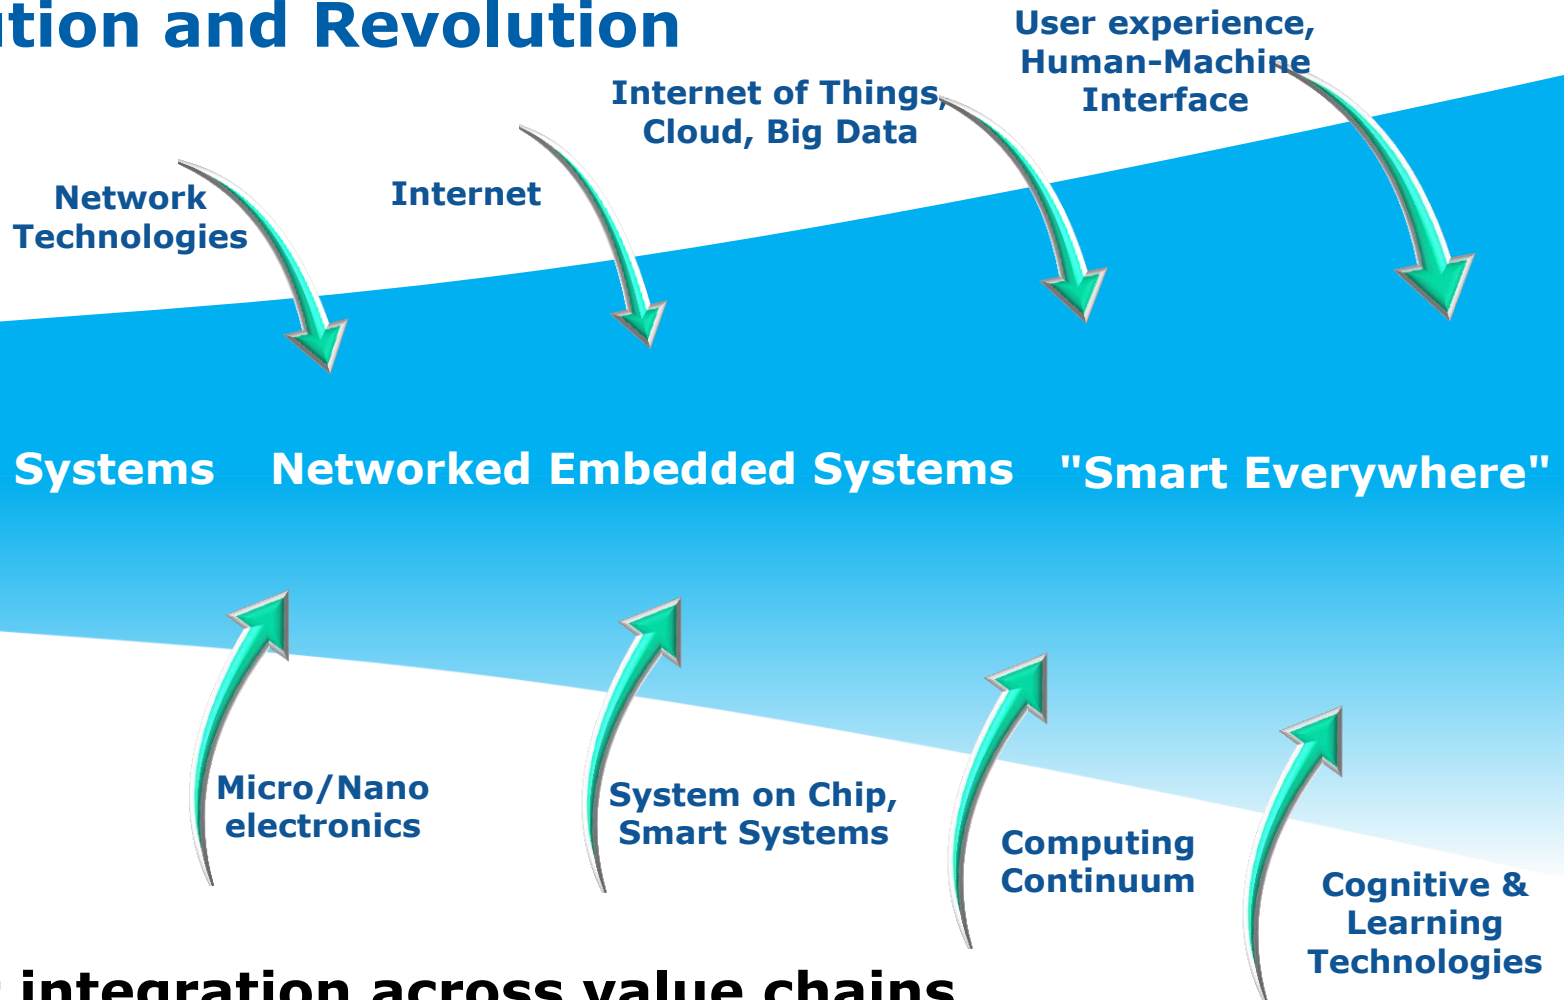 ution and Revolution
User experience,
Human-Machine
Interface
Internet of Things,
Cloud, Big Data
Network
Technologies
Internet
Systems
Networked Embedded Systems
"Smart Everywhere"
Micro/Nano
electronics
System on Chip,
Smart Systems
Computing
Continuum
Cognitive &
Learning
Technologies
integration across value chains